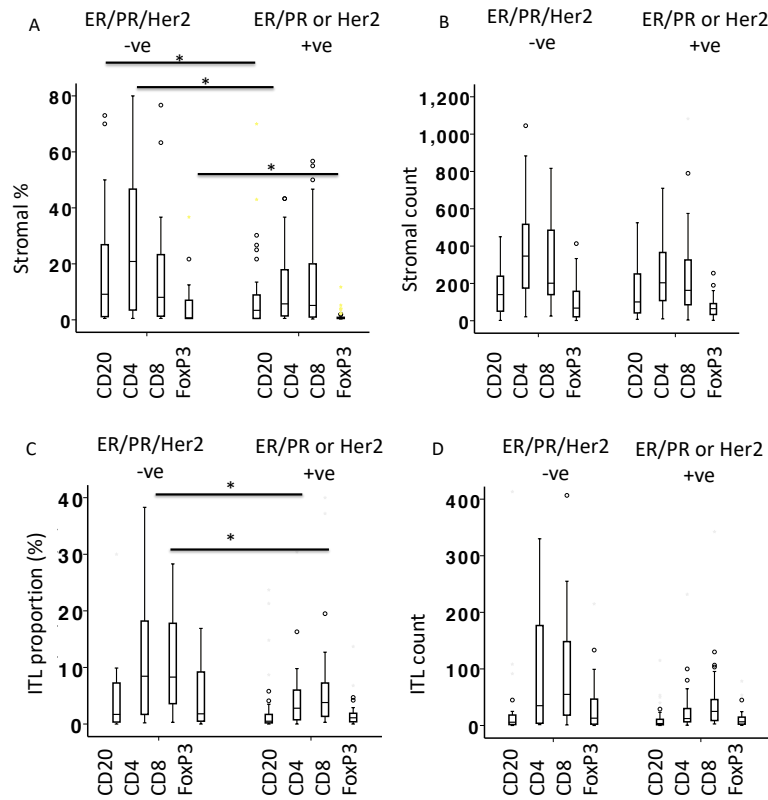 A
ER/PR/Her2
-ve
ER/PR or Her2
+ve
*
*
*
80
60
40
20
0
Stromal %
CD20
CD4
CD8
FoxP3
CD20
CD4
CD8
FoxP3
B
ER/PR/Her2
-ve
ER/PR or Her2
+ve
1,200
1,000
800
600
400
200
0
Stromal count
CD20
CD4
CD8
FoxP3
CD20
CD4
CD8
FoxP3
C
ER/PR/Her2
-ve
ER/PR or Her2
+ve
*
*
40
30
20
10
0
ITL proportion (%)
CD20
CD4
CD8
FoxP3
CD20
CD4
CD8
FoxP3
D
ER/PR/Her2
-ve
ER/PR or Her2
+ve
400
300
200
100
0
ITL count
CD20
CD4
CD8
FoxP3
CD20
CD4
CD8
FoxP3